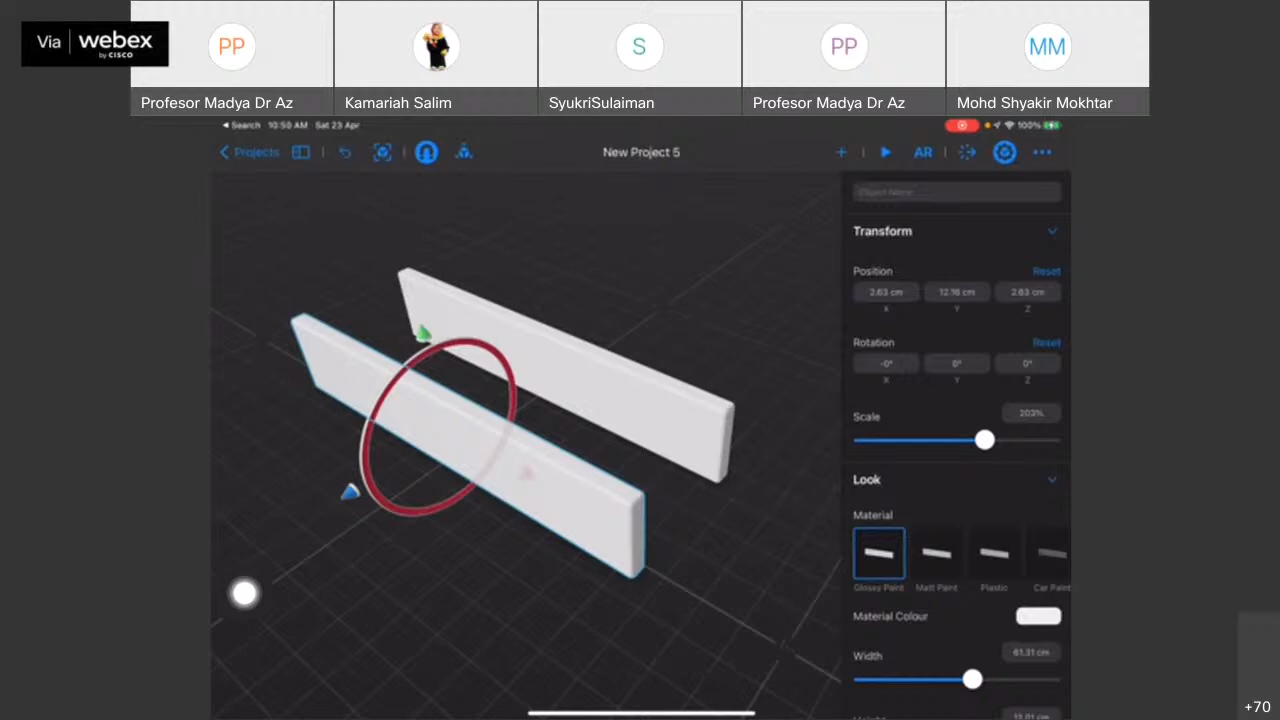 Via webex
by CISCO
PP
S
PP
MM
Profesor Madya Dr Az
Kamariah Salim
SyukriSulaiman
Profesor Madya Dr Az
Mohd Shyakir Mokhtar
Search 10:50 AM Sat 23 Apr
100%
Projects
New Project 5
AR
Object Name
Transform
Position
Reset
2.63 cm
12.16 cm
2.63 cm
X
Y
Z
Rotation
Reset
-0°
0°
0°
X
Y
Z
Scale
203%
Look
Material
Glossy Paint
Matt Paint
Plastic
Car Paint
Material Colour
Width
61.31 cm
+70